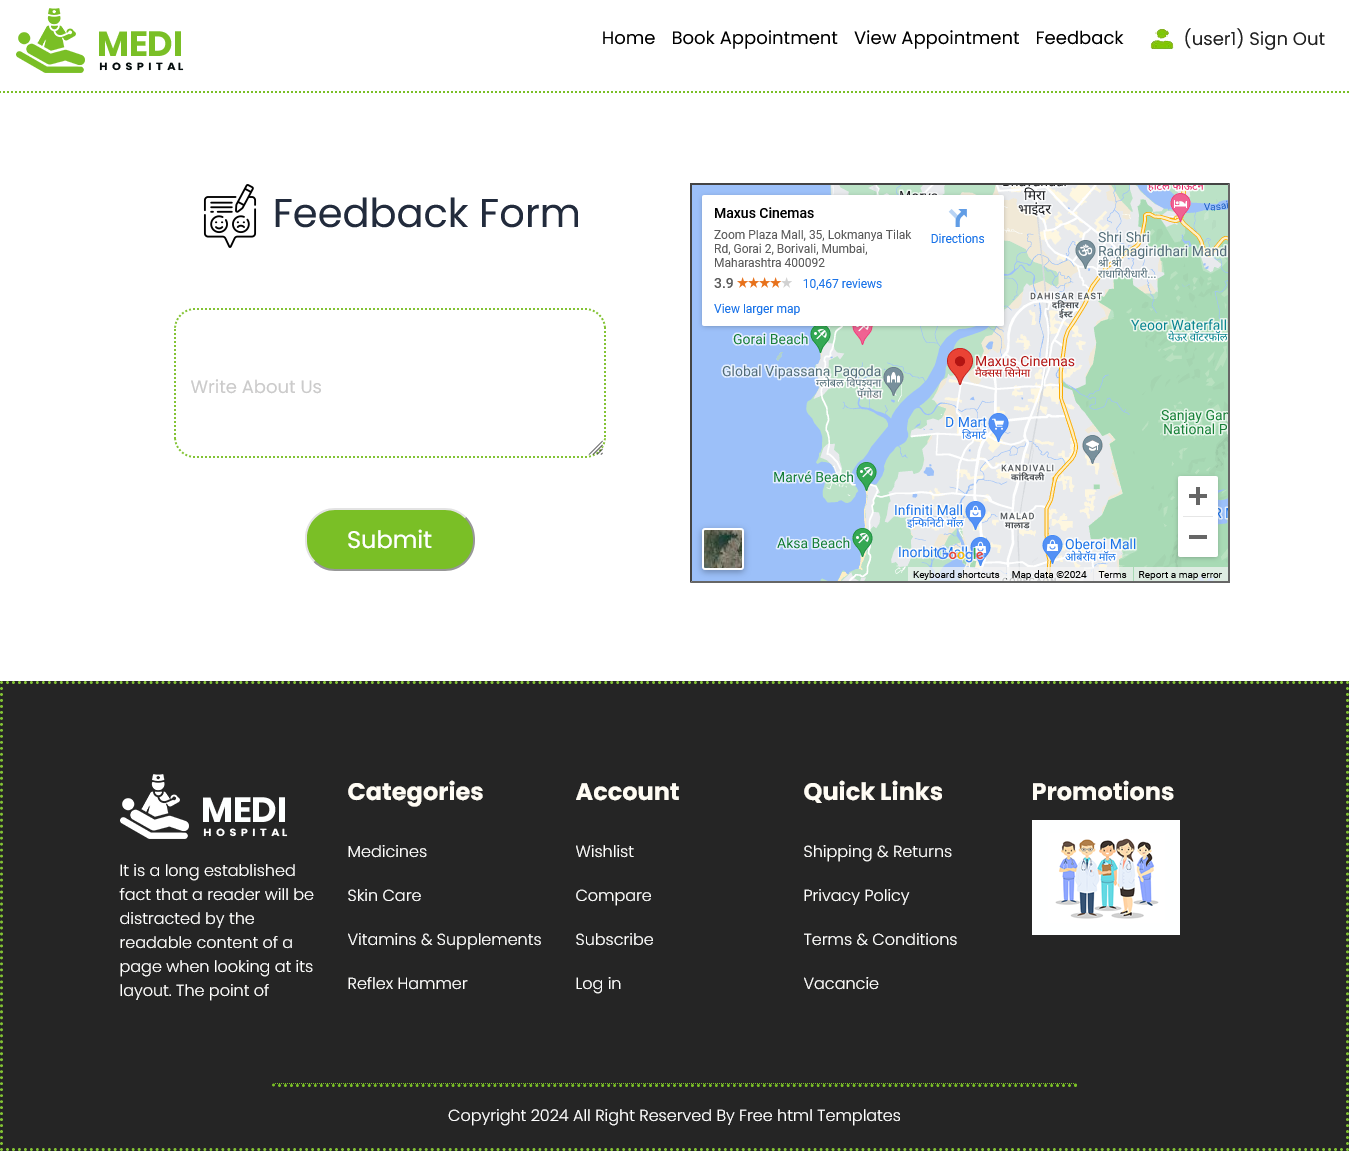 MEDI
HOSPITAL
Home Book Appointment View Appointment Feedback (user1) Sign Out
Feedback Form
Write About Us
Submit
Maxus Cinemas
Zoom Plaza Mall, 35, Lokmanya Tilak
Rd, Gorai 2, Borivali, Mumbai,
Maharashtra 400092
Directions
3.9 10,467 reviews
View larger map
मिरा
भाईंदर
Shri Shri
Radhagiridhari Mand
श्री श्री
राधागिरीधारी...
DAHISAR EAST
दहिसार
ईस्ट
Yeoor Waterfall
येऊर वॉटरफॉल
Gorai Beach
Global Vipassana Pagoda
ग्लोबल विपश्यना
पॅगोडा
Maxus Cinemas
मैक्सस सिनेमा
D Mart
डिमार्ट
Sanjay Gan
National P
KANDIVALI
कांदिवली
Marvé Beach
Infiniti Mall
इन्फिनिटी मॉल
MALAD
मालाड
Aksa Beach
Inorbit Mall
Google
Oberoi Mall
ओबेरॉय मॉल
Keyboard shortcuts Map data ©2024 Terms Report a map error
MEDI
HOSPITAL
It is a long established
fact that a reader will be
distracted by the
readable content of a
page when looking at its
layout. The point of
Categories
Medicines
Skin Care
Vitamins & Supplements
Reflex Hammer
Account
Wishlist
Compare
Subscribe
Log in
Quick Links
Shipping & Returns
Privacy Policy
Terms & Conditions
Vacancie
Promotions
Copyright 2024 All Right Reserved By Free html Templates